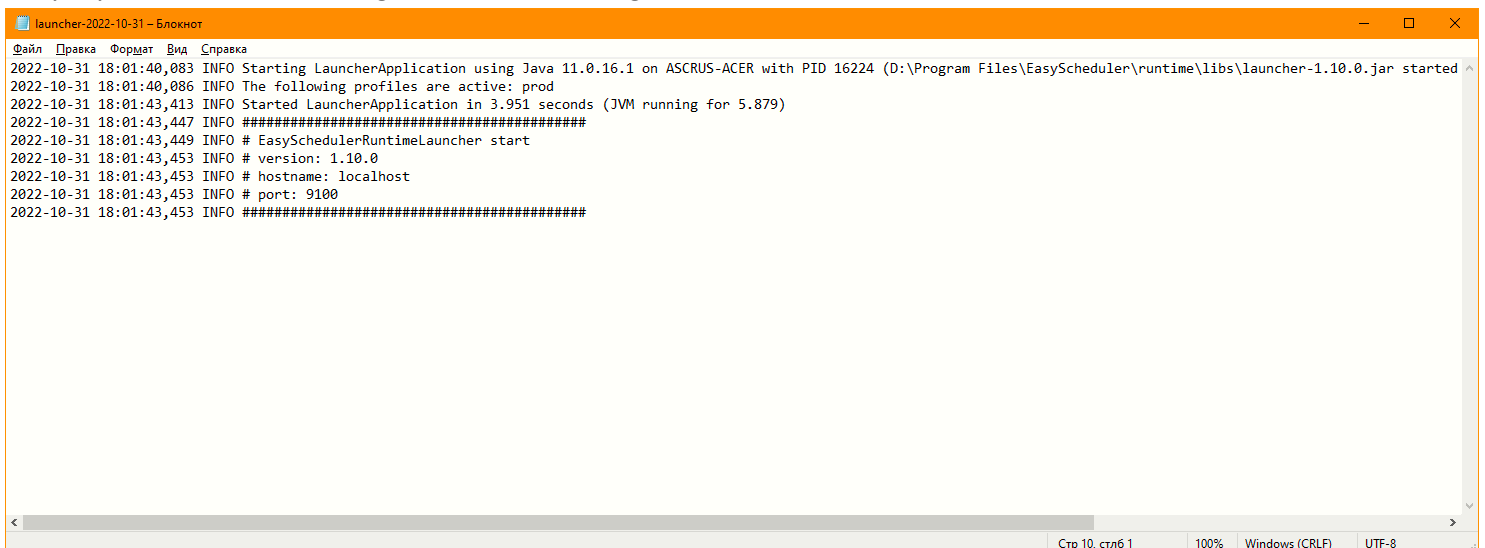 launcher-2022-10-31 – Блокнот
Файл Правка Формат Вид Справка
2022-10-31 18:01:40,083 INFO Starting LauncherApplication using Java 11.0.16.1 on ASCRUS-ACER with PID 16224 (D:\Program Files\EasyScheduler\runtime\libs\launcher-1.10.0.jar started
2022-10-31 18:01:40,086 INFO The following profiles are active: prod
2022-10-31 18:01:43,413 INFO Started LauncherApplication in 3.951 seconds (JVM running for 5.879)
2022-10-31 18:01:43,447 INFO ###########################################
2022-10-31 18:01:43,449 INFO # EasySchedulerRuntimeLauncher start
2022-10-31 18:01:43,453 INFO # version: 1.10.0
2022-10-31 18:01:43,453 INFO # hostname: localhost
2022-10-31 18:01:43,453 INFO # port: 9100
2022-10-31 18:01:43,453 INFO ###########################################
Стр 10, стлб 1 100% Windows (CRLF) UTF-8